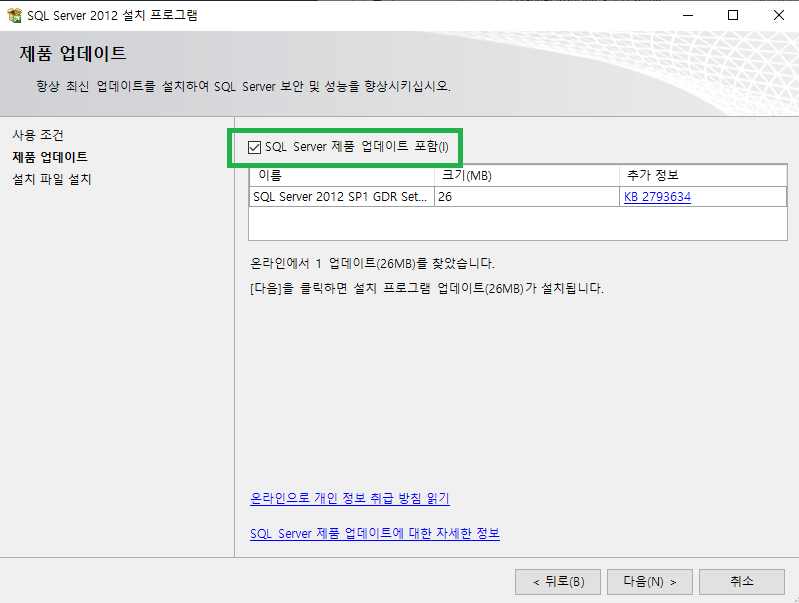 SQL Server 2012 설치 프로그램
제품 업데이트
항상 최신 업데이트를 설치하여 SQL Server 보안 및 성능을 향상시키십시오.
사용 조건
제품 업데이트
설치 파일 설치
SQL Server 제품 업데이트 포함(I)
이름 크기(MB) 추가 정보
SQL Server 2012 SP1 GDR Set... 26 KB 2793634
온라인에서 1 업데이트(26MB)를 찾았습니다.
[다음]을 클릭하면 설치 프로그램 업데이트(26MB)가 설치됩니다.
온라인으로 개인 정보 취급 방침 읽기
SQL Server 제품 업데이트에 대한 자세한 정보
< 뒤로(B) 다음(N) > 취소